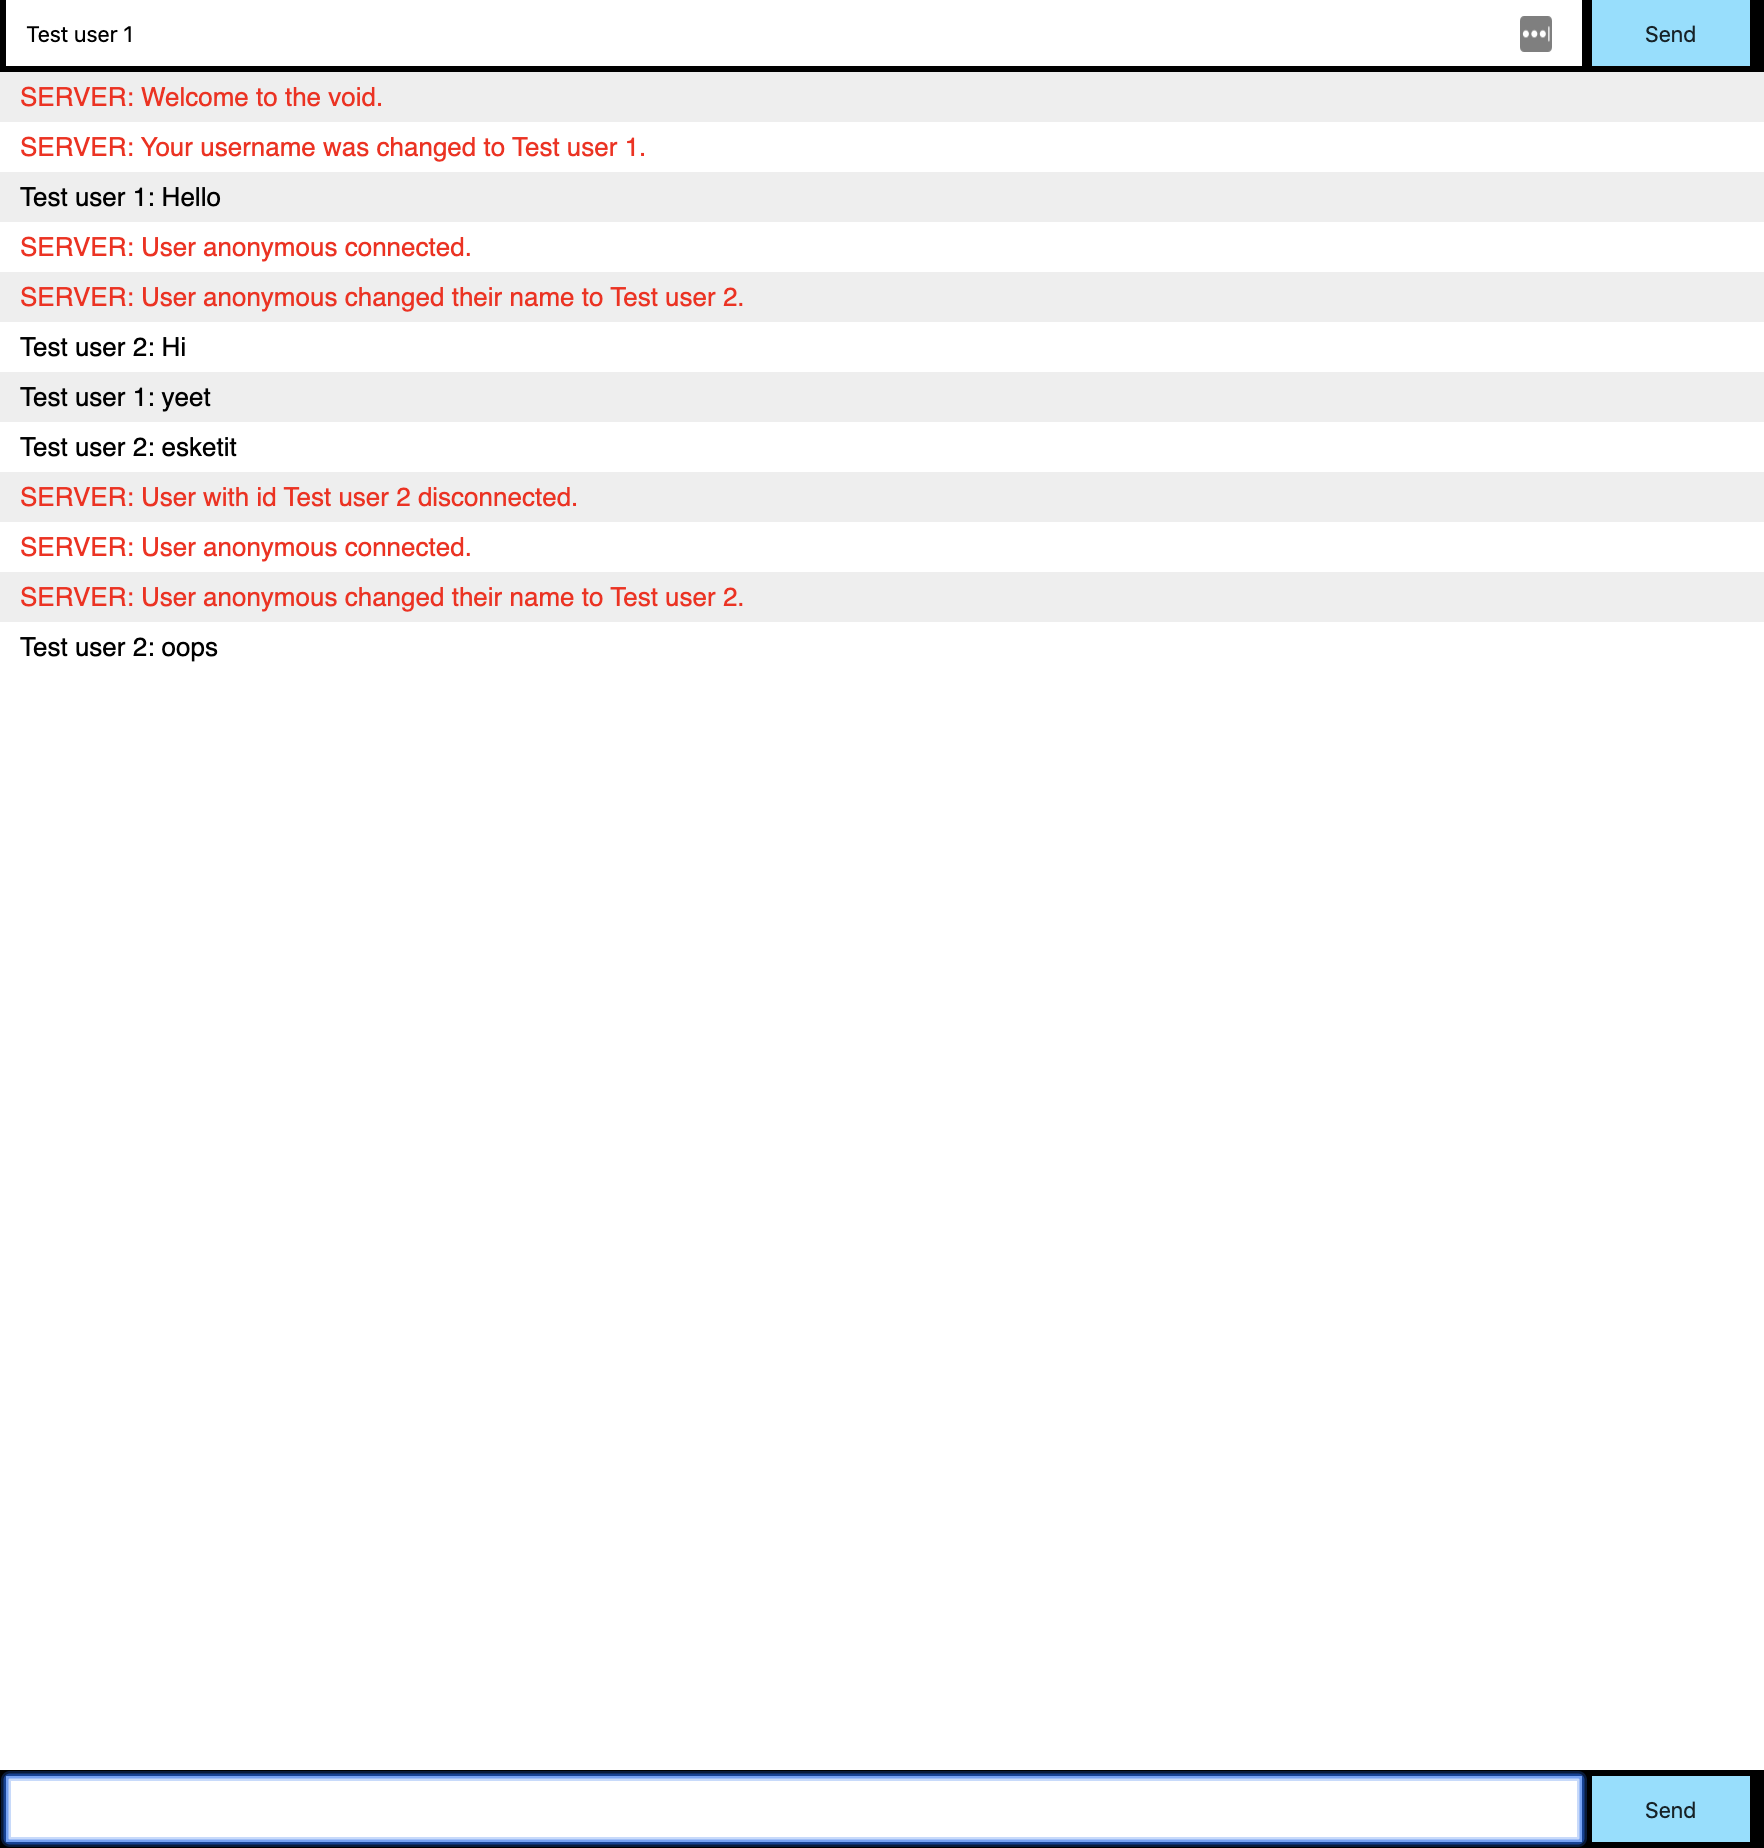 Test user 1
Send
SERVER: Welcome to the void.
SERVER: Your username was changed to Test user 1.
Test user 1: Hello
SERVER: User anonymous connected.
SERVER: User anonymous changed their name to Test user 2.
Test user 2: Hi
Test user 1: yeet
Test user 2: esketit
SERVER: User with id Test user 2 disconnected.
SERVER: User anonymous connected.
SERVER: User anonymous changed their name to Test user 2.
Test user 2: oops
Send